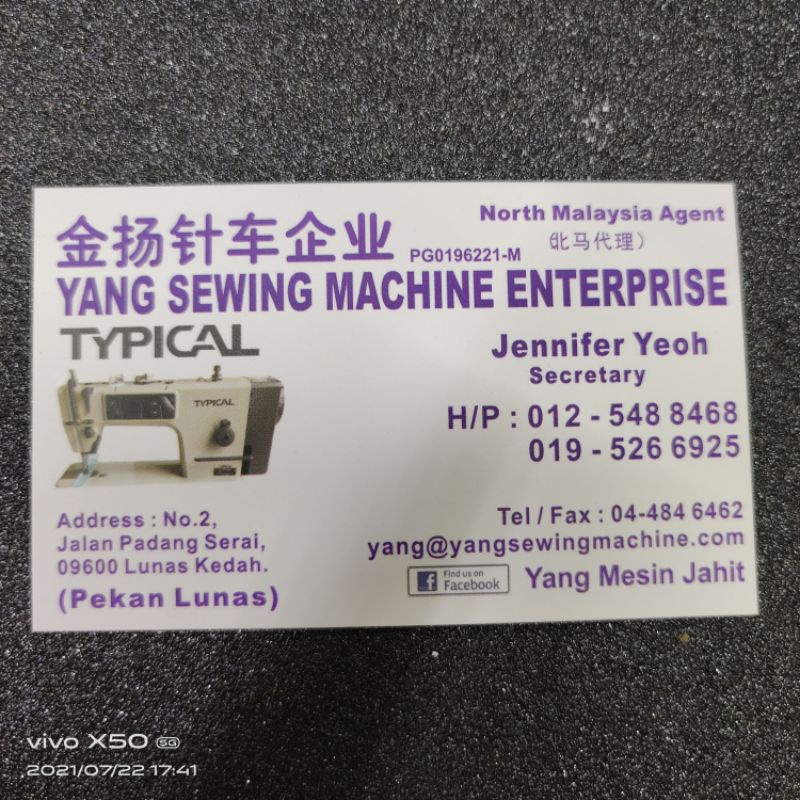 金扬针车企业 PG0196221-M
North Malaysia Agent
(北马代理)
YANG SEWING MACHINE ENTERPRISE
TYPICAL
TYPICAL
Jennifer Yeoh
Secretary
H/P : 012 - 548 8468
019 - 526 6925
Address : No.2,
Jalan Padang Serai,
09600 Lunas Kedah.
(Pekan Lunas)
Tel / Fax : 04-484 6462
yang@yangsewingmachine.com
Find us on
Facebook
Yang Mesin Jahit
vivo X50 5G
2021/07/22 17:41